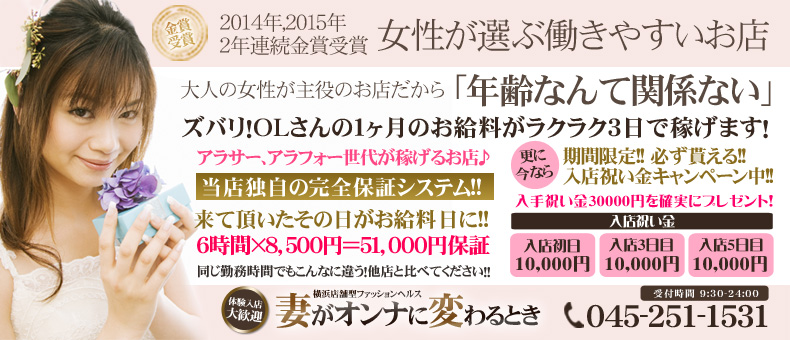 金賞
受賞
2014年,2015年
2年連続金賞受賞
女性が選ぶ働きやすいお店
大人の女性が主役のお店だから「年齢なんて関係ない」
ズバリ!OLさんの1ヶ月のお給料がラクラク3日で稼げます!
アラサー、アラフォー世代が稼げるお店♪
当店独自の完全保証システム!!
来て頂いたその日がお給料日に!!
6時間×8,500円=51,000円保証
同じ勤務時間でもこんなに違う!他店と比べてください!!
更に
今なら
期間限定!! 必ず貰える!!
入店祝い金キャンペーン中!!
入手祝い金30000円を確実にプレゼント!
入店祝い金
入店初日
10,000円
入店3日目
10,000円
入店5日目
10,000円
体験入店
大歓迎
横浜店舗型ファッションヘルス
妻がオンナに変わるとき
受付時間 9:30-24:00
045-251-1531